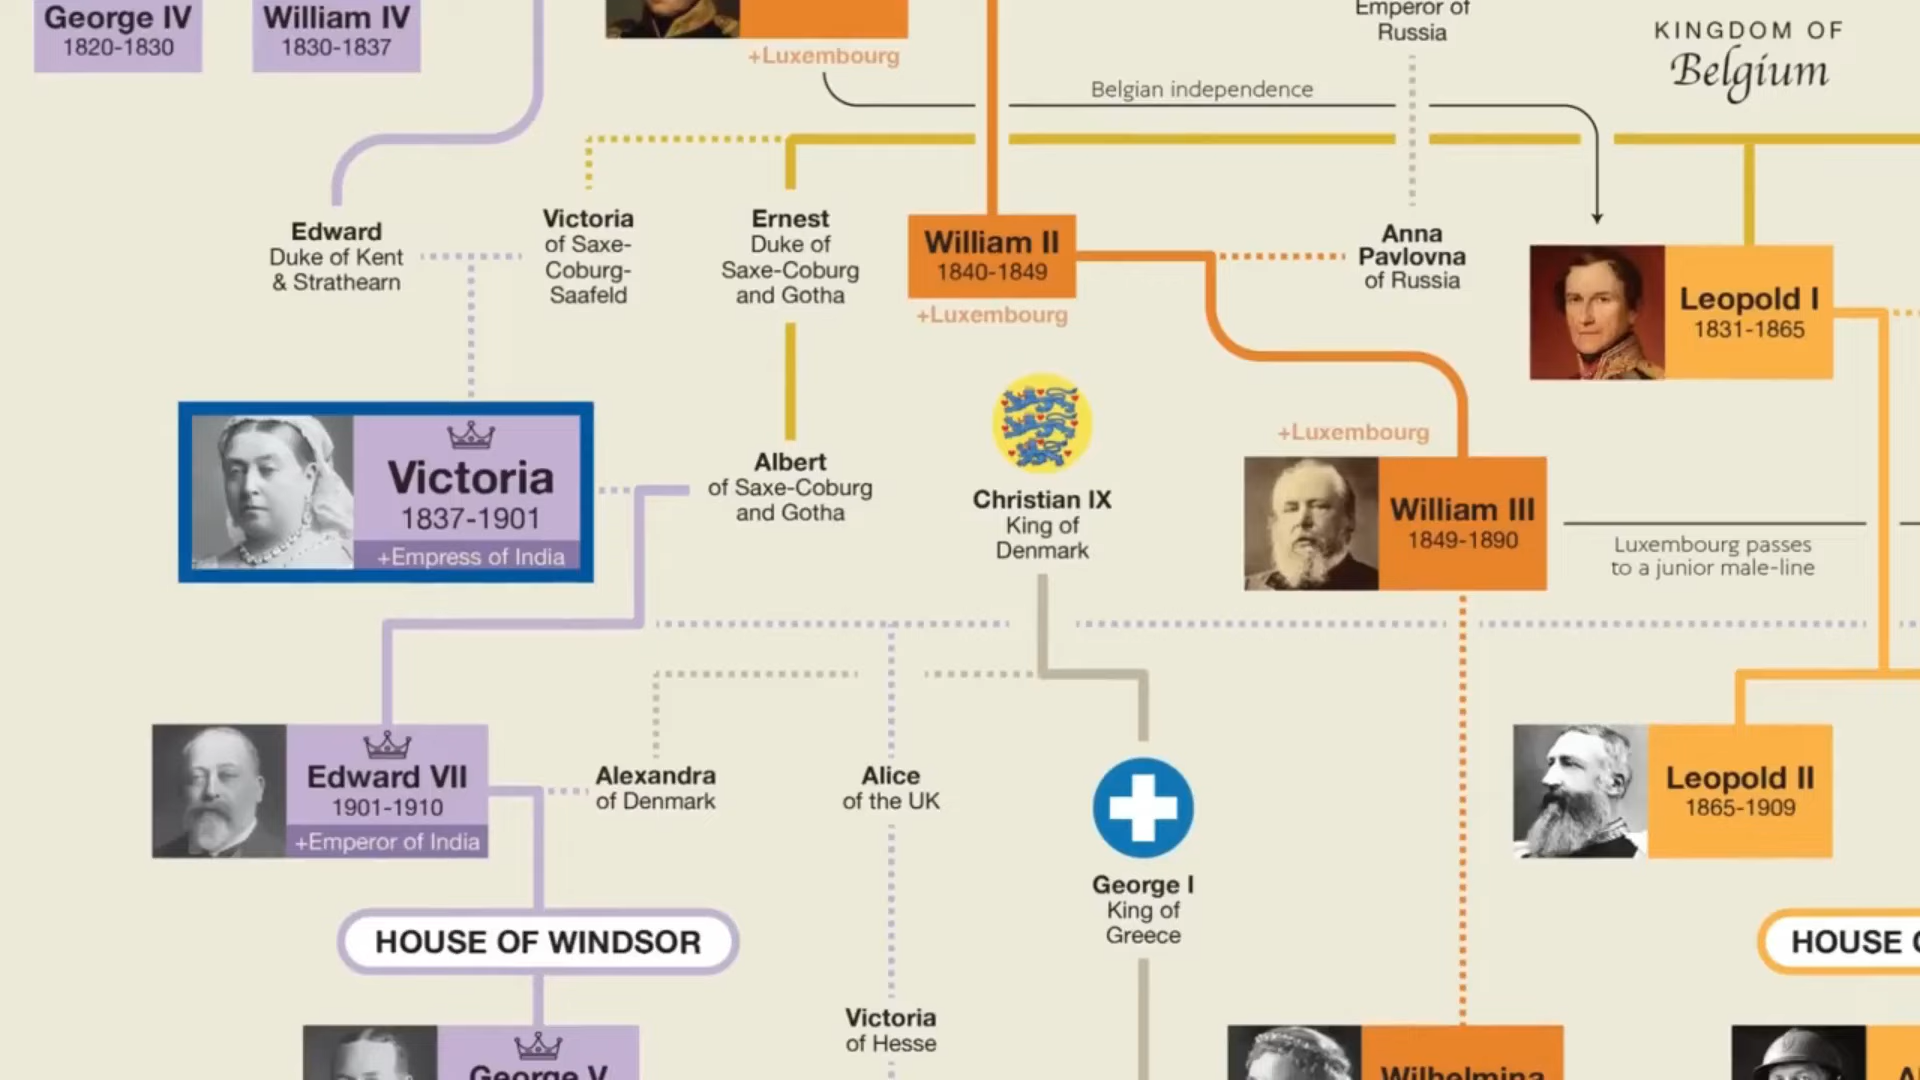 George IV
1820-1830
William IV
1830-1837
+Luxembourg
Emperor of
Russia
KINGDOM OF
Belgium
Belgian independence
Edward
Duke of Kent
& Strathearn
Victoria
of Saxe-
Coburg-
Saafeld
Ernest
Duke of
Saxe-Coburg
and Gotha
William II
1840-1849
+Luxembourg
Anna
Pavlovna
of Russia
Leopold I
1831-1865
Victoria
1837-1901
+Empress of India
Albert
of Saxe-Coburg
and Gotha
Christian IX
King of
Denmark
+Luxembourg
William III
1849-1890
Luxembourg passes
to a junior male-line
Edward VII
1901-1910
+Emperor of India
Alexandra
of Denmark
Alice
of the UK
George I
King of
Greece
Leopold II
1865-1909
HOUSE OF WINDSOR
HOUSE
Victoria
of Hesse
George V
Wilhelmina